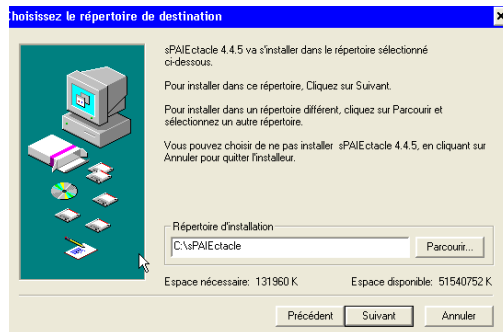 Choisissez le répertoire de destination
sPAIEctacle 4.4.5 va s'installer dans le répertoire sélectionné
ci-dessous.
Pour installer dans ce répertoire, Cliquez sur Suivant.
Pour installer dans un répertoire différent, cliquez sur Parcourir et
sélectionnez un autre répertoire.
Vous pouvez choisir de ne pas installer sPAIEctacle 4.4.5, en cliquant sur
Annuler pour quitter l'installeur.
Répertoire d'installation
C:\sPAIEctacle
Parcourir...
Espace nécessaire: 131960 K Espace disponible: 51540752 K
Précédent Suivant Annuler